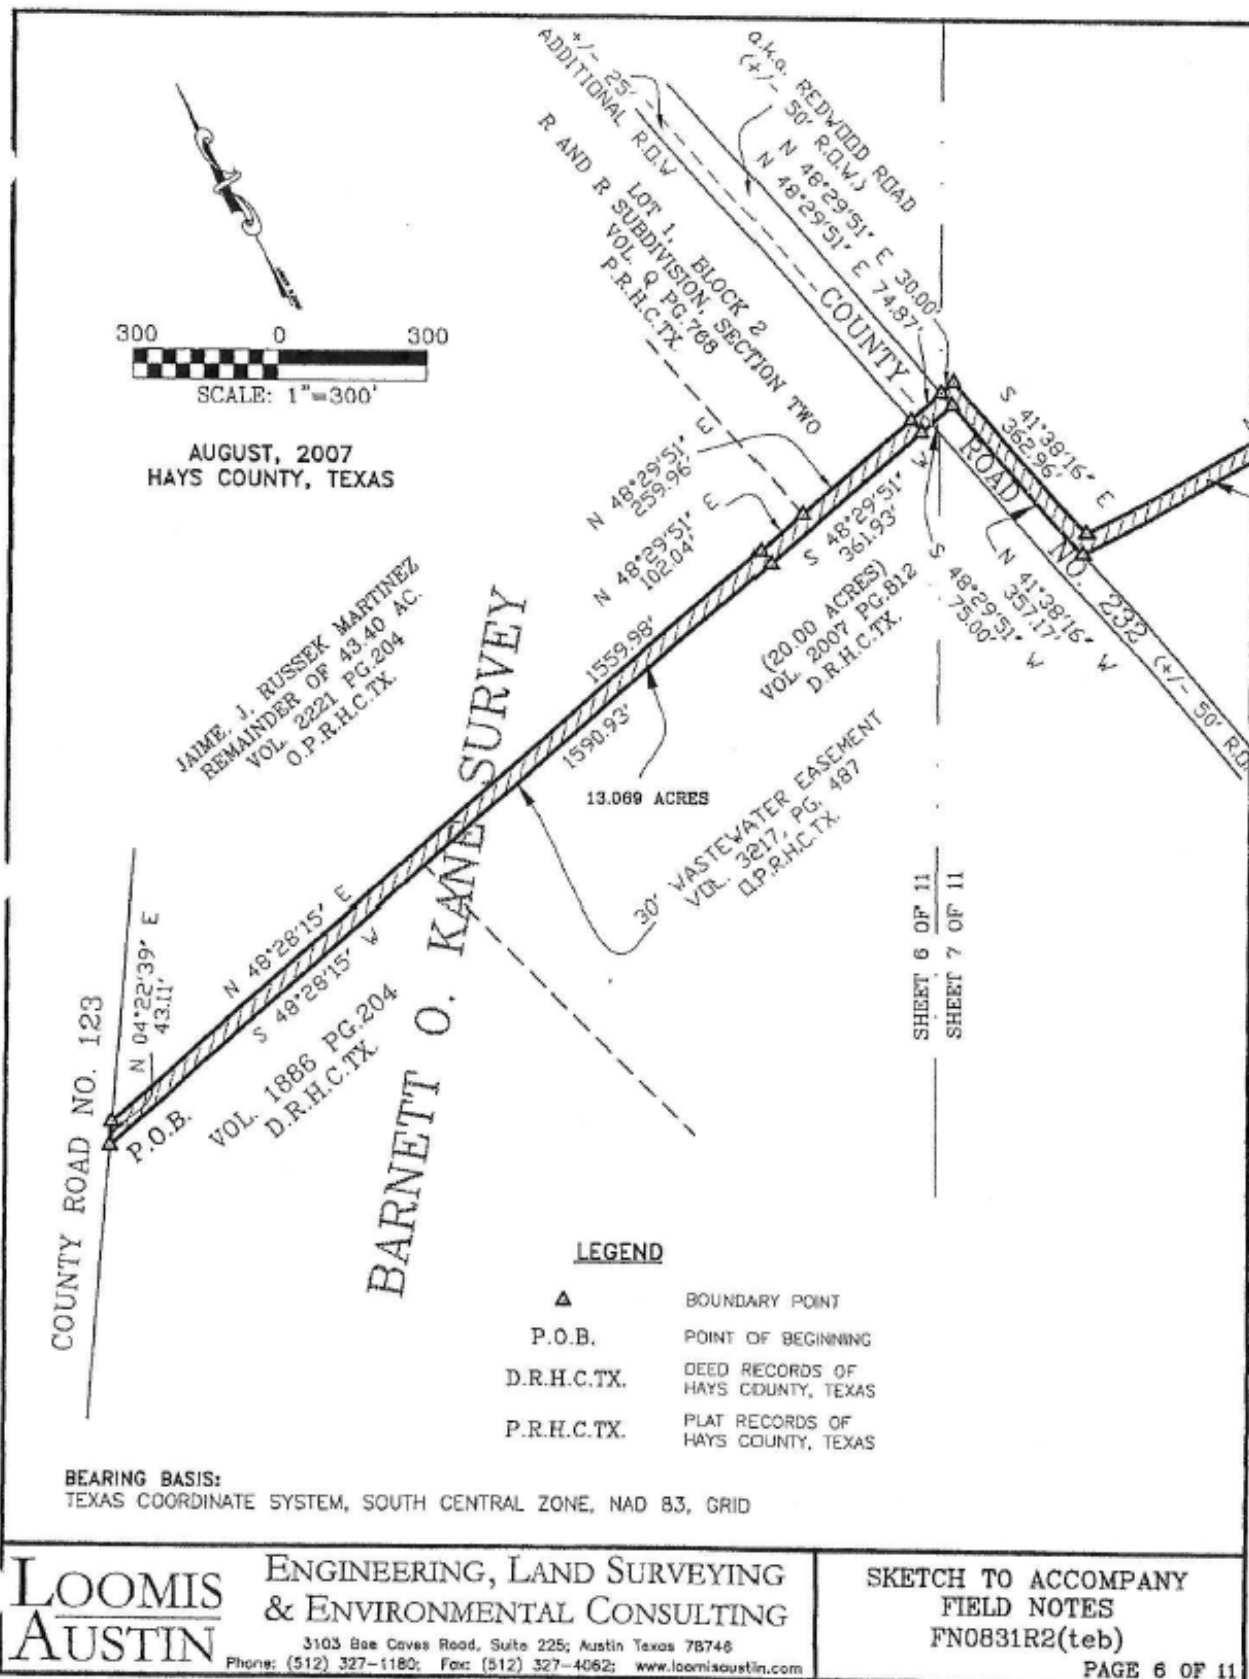 +/- 25'
ADDITIONAL R.O.W
a.k.a. REDWOOD ROAD
(+/- 50' R.O.W.)
N 48°29'51" E 30.00'
N 48°29'51" E 74.87'
LOT 1, BLOCK 2
R AND R SUBDIVISION, SECTION TWO
VOL. Q PG.768
P.R.H.C.TX.
300 0 300
SCALE: 1"=300'
AUGUST, 2007
HAYS COUNTY, TEXAS
COUNTY ROAD NO. 232 (+/- 50' R.O.
S 41°38'16" E
362.96'
N 48°29'51" E
259.96'
N 48°29'51" E
102.04'
S 48°29'51" W
361.93'
(20.00 ACRES)
VOL. 2007 PG.812
D.R.H.C.TX.
N 41°38'16" W
357.17'
S 48°29'51" W
75.00'
JAIME, J. RUSSEK MARTINEZ
REMAINDER OF 43.40 AC.
VOL. 2221 PG.204
O.P.R.H.C.TX.
1559.98'
1590.93'
13.069 ACRES
30' WASTEWATER EASEMENT
VOL. 3217, PG. 487
O.P.R.H.C.TX.
BARNETT O. KANE SURVEY
N 48°28'15" E
S 48°28'15" W
N 04°22'39" E
43.11'
SHEET 6 OF 11
SHEET 7 OF 11
COUNTY ROAD NO. 123
P.O.B.
VOL. 1886 PG.204
D.R.H.C.TX.
LEGEND
BOUNDARY POINT
P.O.B. POINT OF BEGINNING
D.R.H.C.TX. DEED RECORDS OF
HAYS COUNTY, TEXAS
P.R.H.C.TX. PLAT RECORDS OF
HAYS COUNTY, TEXAS
BEARING BASIS:
TEXAS COORDINATE SYSTEM, SOUTH CENTRAL ZONE, NAD 83, GRID
LOOMIS
AUSTIN
ENGINEERING, LAND SURVEYING
& ENVIRONMENTAL CONSULTING
3103 Bee Caves Road, Suite 225; Austin Texas 78746
Phone: (512) 327-1180; Fax: (512) 327-4062; www.loomisaustin.com
SKETCH TO ACCOMPANY
FIELD NOTES
FN0831R2(teb)
PAGE 6 OF 11